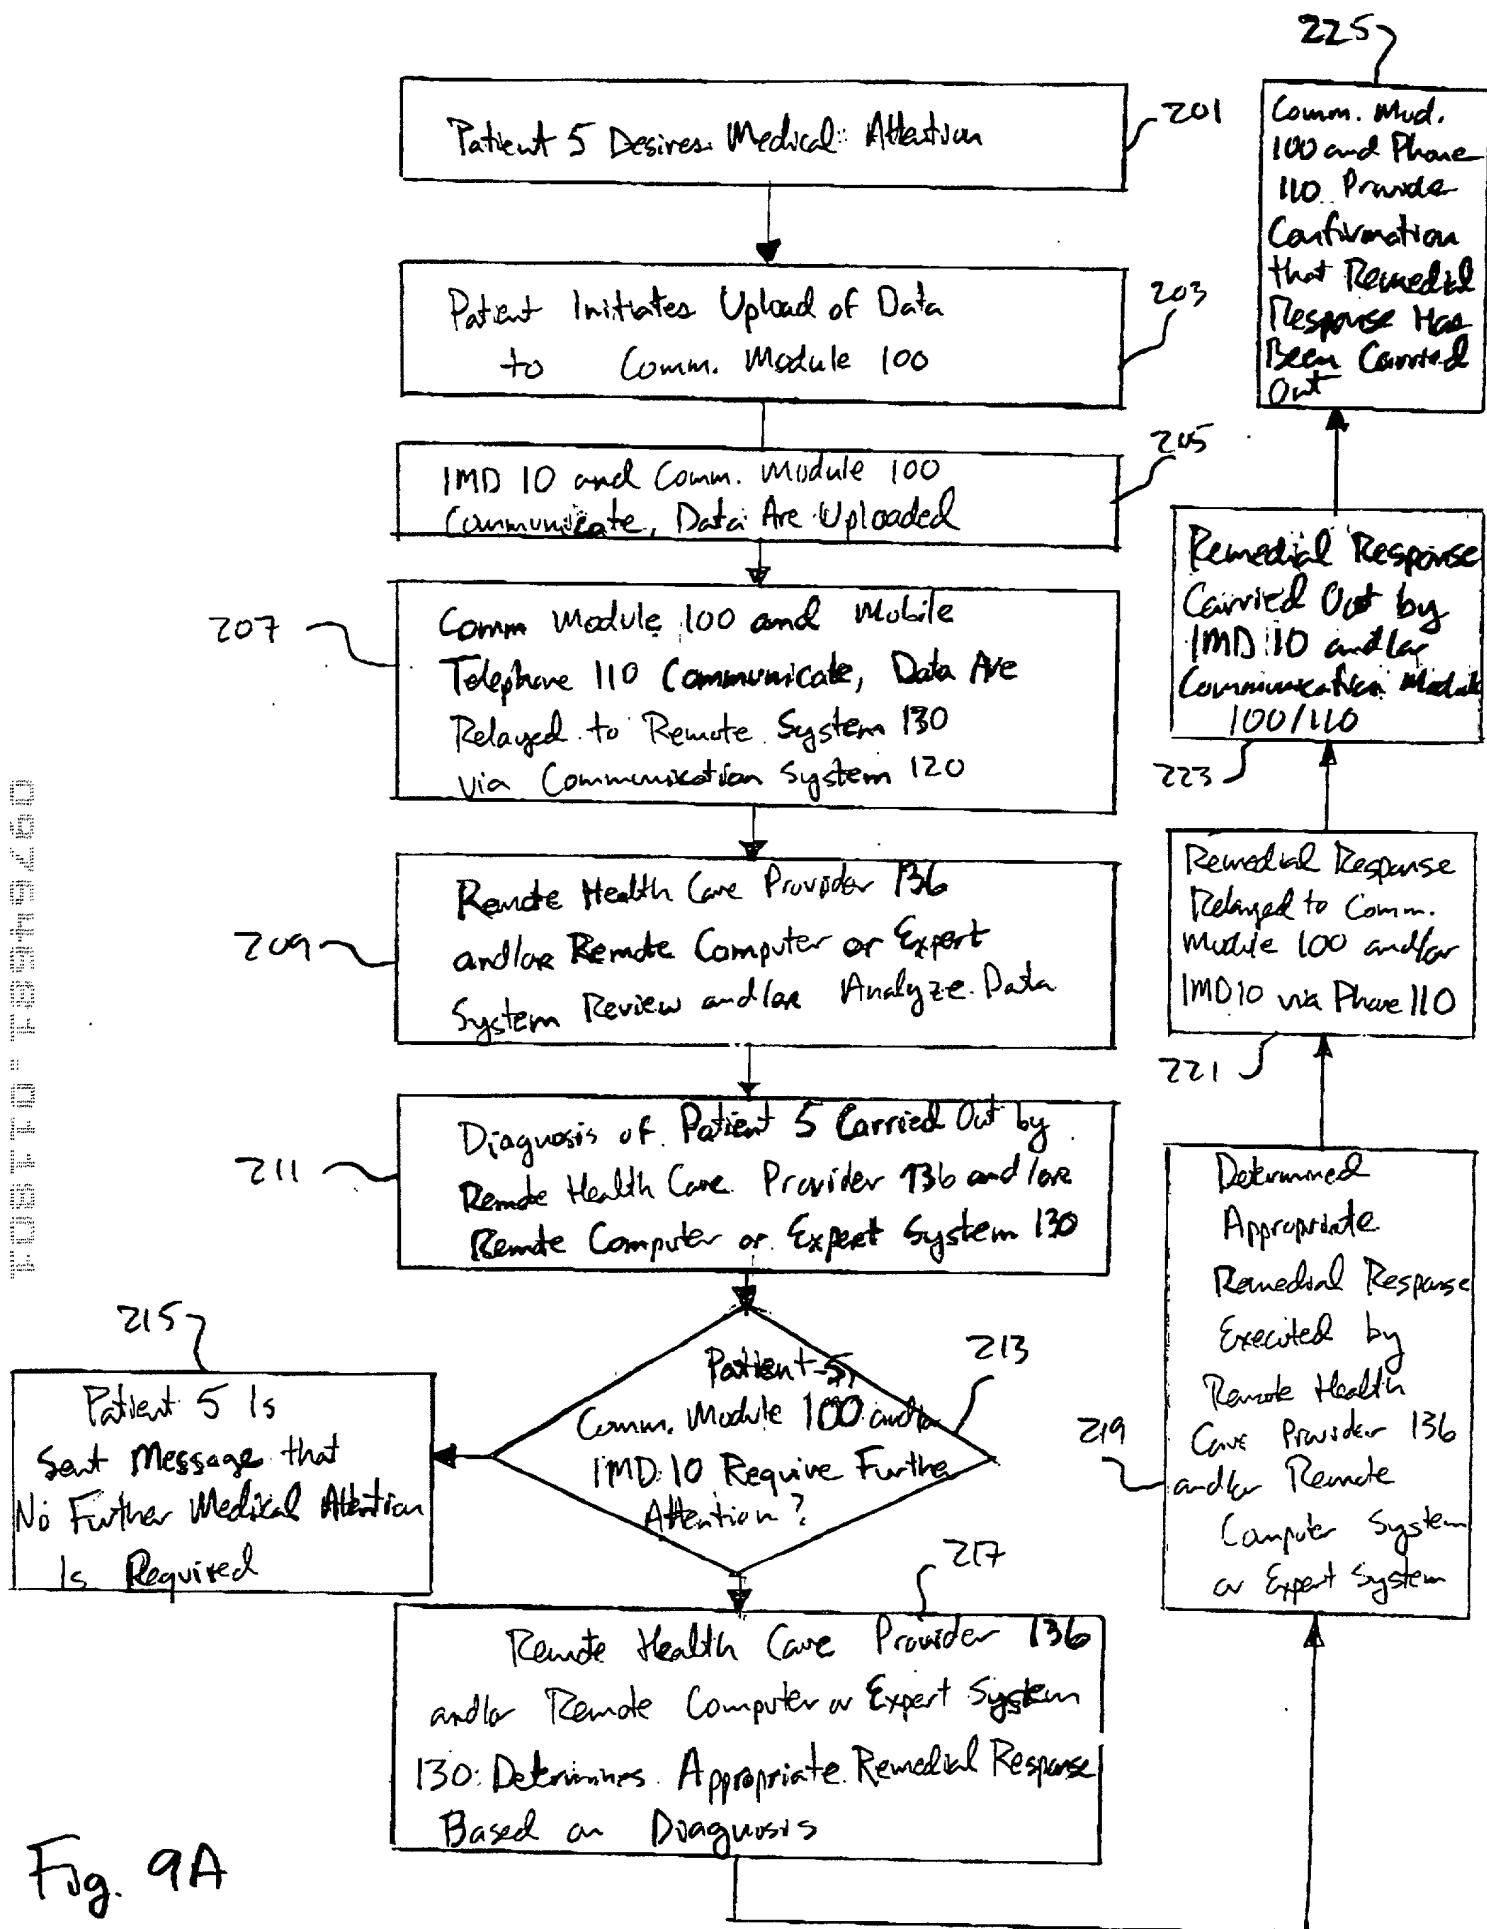 201
Patient 5 Desires Medical Attention
203
Patient Initiates Upload of Data
to Comm. Module 100
205
IMD 10 and Comm. Module 100
Communicate, Data Are Uploaded
207
Comm Module 100 and Mobile
Telephone 110 Communicate, Data Are
Relayed to Remote System 130
via Communication System 120
209
Remote Health Care Provider 136
and/or Remote Computer or Expert
System Review and/or Analyze Data
211
Diagnosis of Patient 5 Carried Out by
Remote Health Care Provider 136 and/or
Remote Computer or Expert System 130
213
Patient 5,
Comm. Module 100 and/or
IMD 10 Require Further
Attention?
215
Patient 5 Is
Sent Message that
No Further Medical Attention
Is Required
217
Remote Health Care Provider 136
and/or Remote Computer or Expert System
130 Determines Appropriate Remedial Response
Based on Diagnosis
219
Determined
Appropriate
Remedial Response
Executed by
Remote Health
Care Provider 136
and/or Remote
Computer System
or Expert System
221
Remedial Response
Relayed to Comm.
Module 100 and/or
IMD 10 via Phone 110
223
Remedial Response
Carried Out by
IMD 10 and/or
Communication Module
100/110
225
Comm. Mod.
100 and Phone
110 Provide
Confirmation
that Remedial
Response Has
Been Carried
Out
Fig. 9A